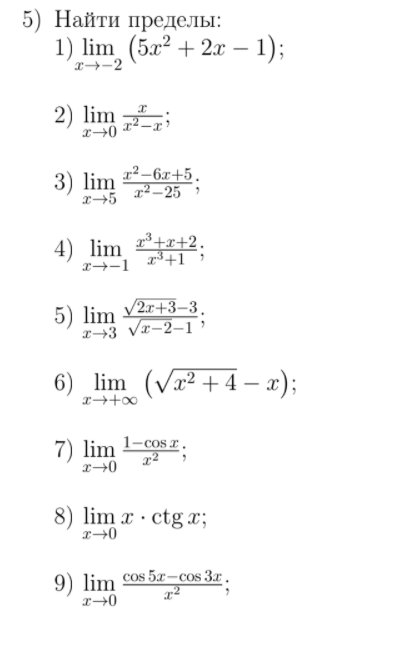 5) Найти пределы:
1) lim_{x→−2} (5x² + 2x − 1);
2) lim_{x→0} x/(x²−x);
3) lim_{x→5} (x²−6x+5)/(x²−25);
4) lim_{x→−1} (x³+x+2)/(x³+1);
5) lim_{x→3} (√(2x+3)−3)/(√(x−2)−1);
6) lim_{x→+∞} (√(x² + 4) − x);
7) lim_{x→0} (1−cos x)/x²;
8) lim_{x→0} x · ctg x;
9) lim_{x→0} (cos 5x−cos 3x)/x²;